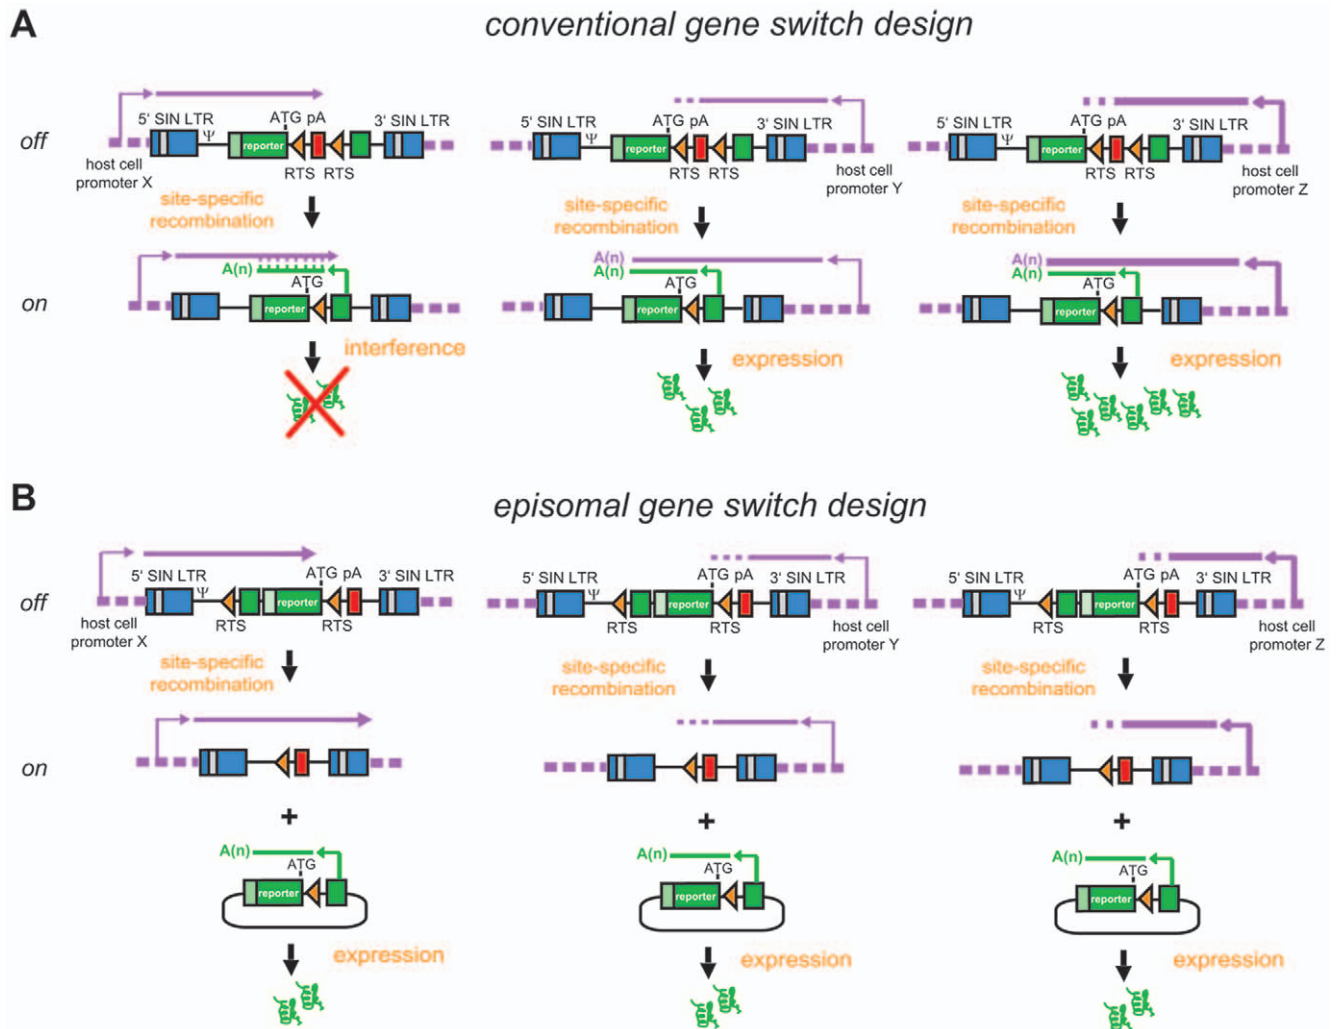 A
conventional gene switch design
off
5' SIN LTR
Ψ
ATG pA
3' SIN LTR
reporter
RTS RTS
host cell
promoter X
site-specific
recombination
5' SIN LTR
Ψ
ATG pA
3' SIN LTR
reporter
RTS RTS
host cell
promoter Y
site-specific
recombination
5' SIN LTR
Ψ
ATG pA
3' SIN LTR
reporter
RTS RTS
host cell
promoter Z
site-specific
recombination
on
A(n)
ATG
reporter
interference
A(n)
A(n)
ATG
reporter
expression
A(n)
A(n)
ATG
reporter
expression
B
episomal gene switch design
off
5' SIN LTR
Ψ
ATG pA
3' SIN LTR
reporter
RTS RTS
host cell
promoter X
site-specific
recombination
5' SIN LTR
Ψ
ATG pA
3' SIN LTR
reporter
RTS RTS
host cell
promoter Y
site-specific
recombination
5' SIN LTR
Ψ
ATG pA
3' SIN LTR
reporter
RTS RTS
host cell
promoter Z
site-specific
recombination
on
+
A(n)
ATG
reporter
expression
+
A(n)
ATG
reporter
expression
+
A(n)
ATG
reporter
expression